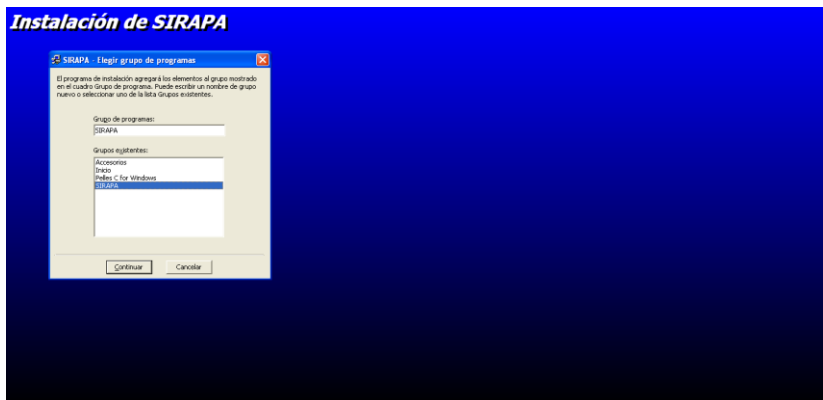 Instalación de SIRAPA
SIRAPA - Elegir grupo de programas
El programa de instalación agregará los elementos al grupo mostrado
en el cuadro Grupo de programa. Puede escribir un nombre de grupo
nuevo o seleccionar uno de la lista Grupos existentes.
Grupo de programas:
SIRAPA
Grupos existentes:
Accesorios
Inicio
Pelles C for Windows
SIRAPA
Continuar Cancelar